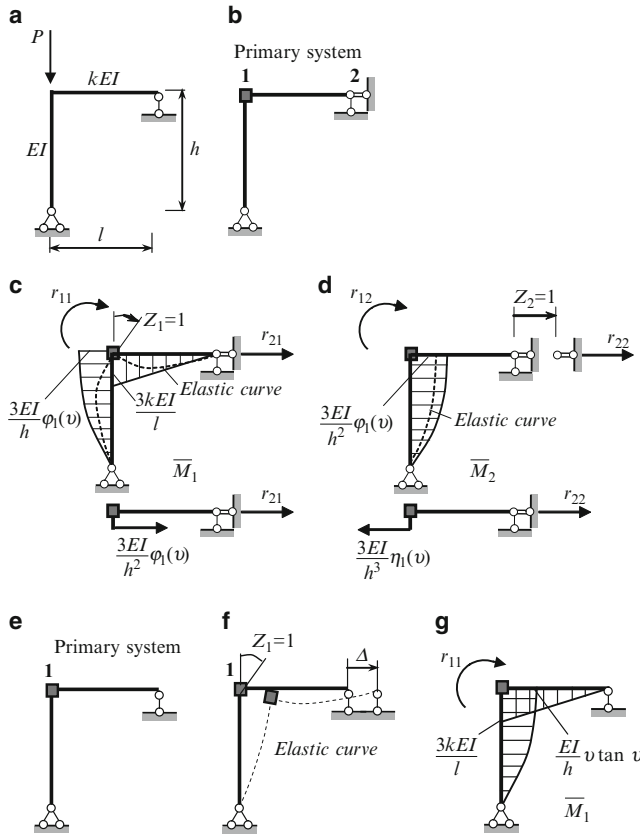 a
P
kEI
EI
h
l
b
Primary system
1
2
c
r₁₁
Z₁=1
r₂₁
Elastic curve
3EI/h φ₁(υ)
3kEI/l
M̅₁
r₂₁
3EI/h² φ₁(υ)
d
r₁₂
Z₂=1
r₂₂
3EI/h² φ₁(υ)
Elastic curve
M̅₂
r₂₂
3EI/h³ η₁(υ)
e
Primary system
1
f
Z₁=1
1
Δ
Elastic curve
g
r₁₁
3kEI/l
EI/h υ tan υ
M̅₁